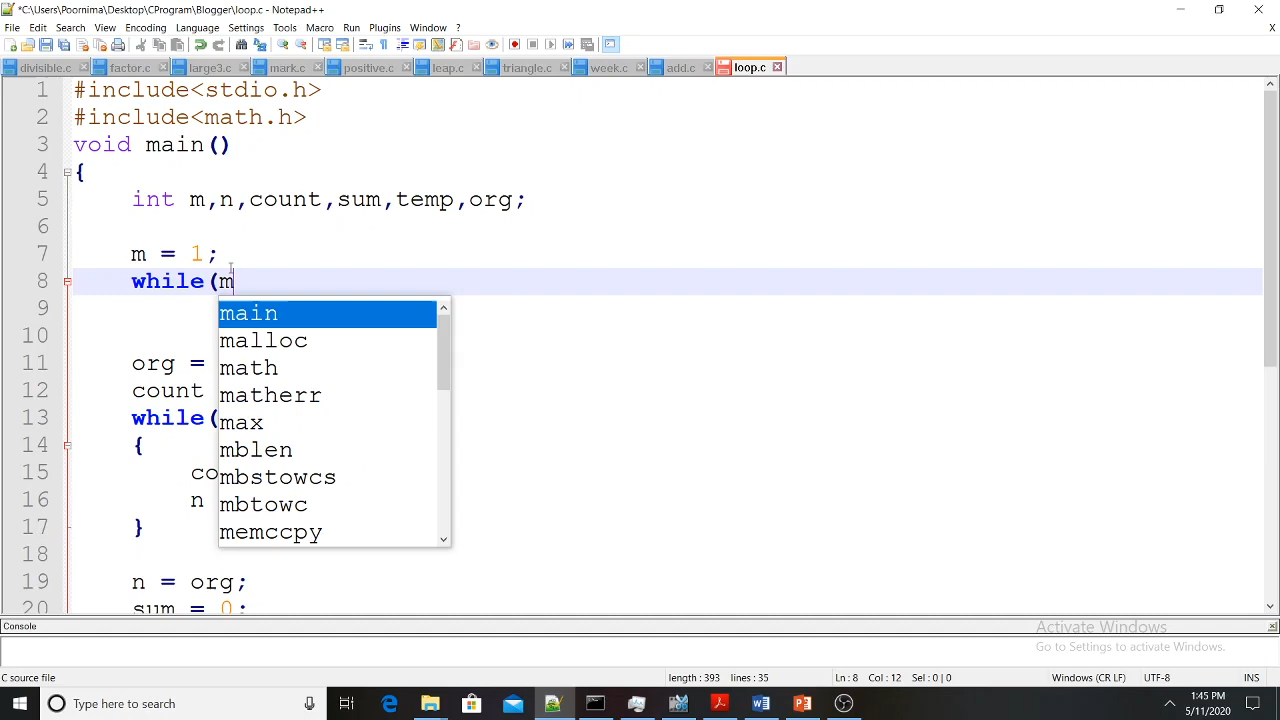 *C:\Users\Poornima\Desktop\CProgram\Blogger\loop.c - Notepad++
File Edit Search View Encoding Language Settings Tools Macro Run Plugins Window ? X
divisible.c factor.c large3.c mark.c positive.c leap.c triangle.c week.c add.c loop.c
1 #include<stdio.h>
2 #include<math.h>
3 void main()
4 {
5 int m,n,count,sum,temp,org;
6
7 m = 1;
8 while(m
main
9
malloc
10
math
11 org =
matherr
12 count
max
13 while(
mblen
14 {
mbstowcs
15 co
mbtowc
16 n
memccpy
17 }
18
19 n = org;
20 sum = 0;
Console
Activate Windows
Go to Settings to activate Windows.
C source file length : 393 lines : 35 Ln : 8 Col : 12 Sel : 0 | 0 Windows (CR LF) UTF-8 INS
Type here to search
1:45 PM
5/11/2020